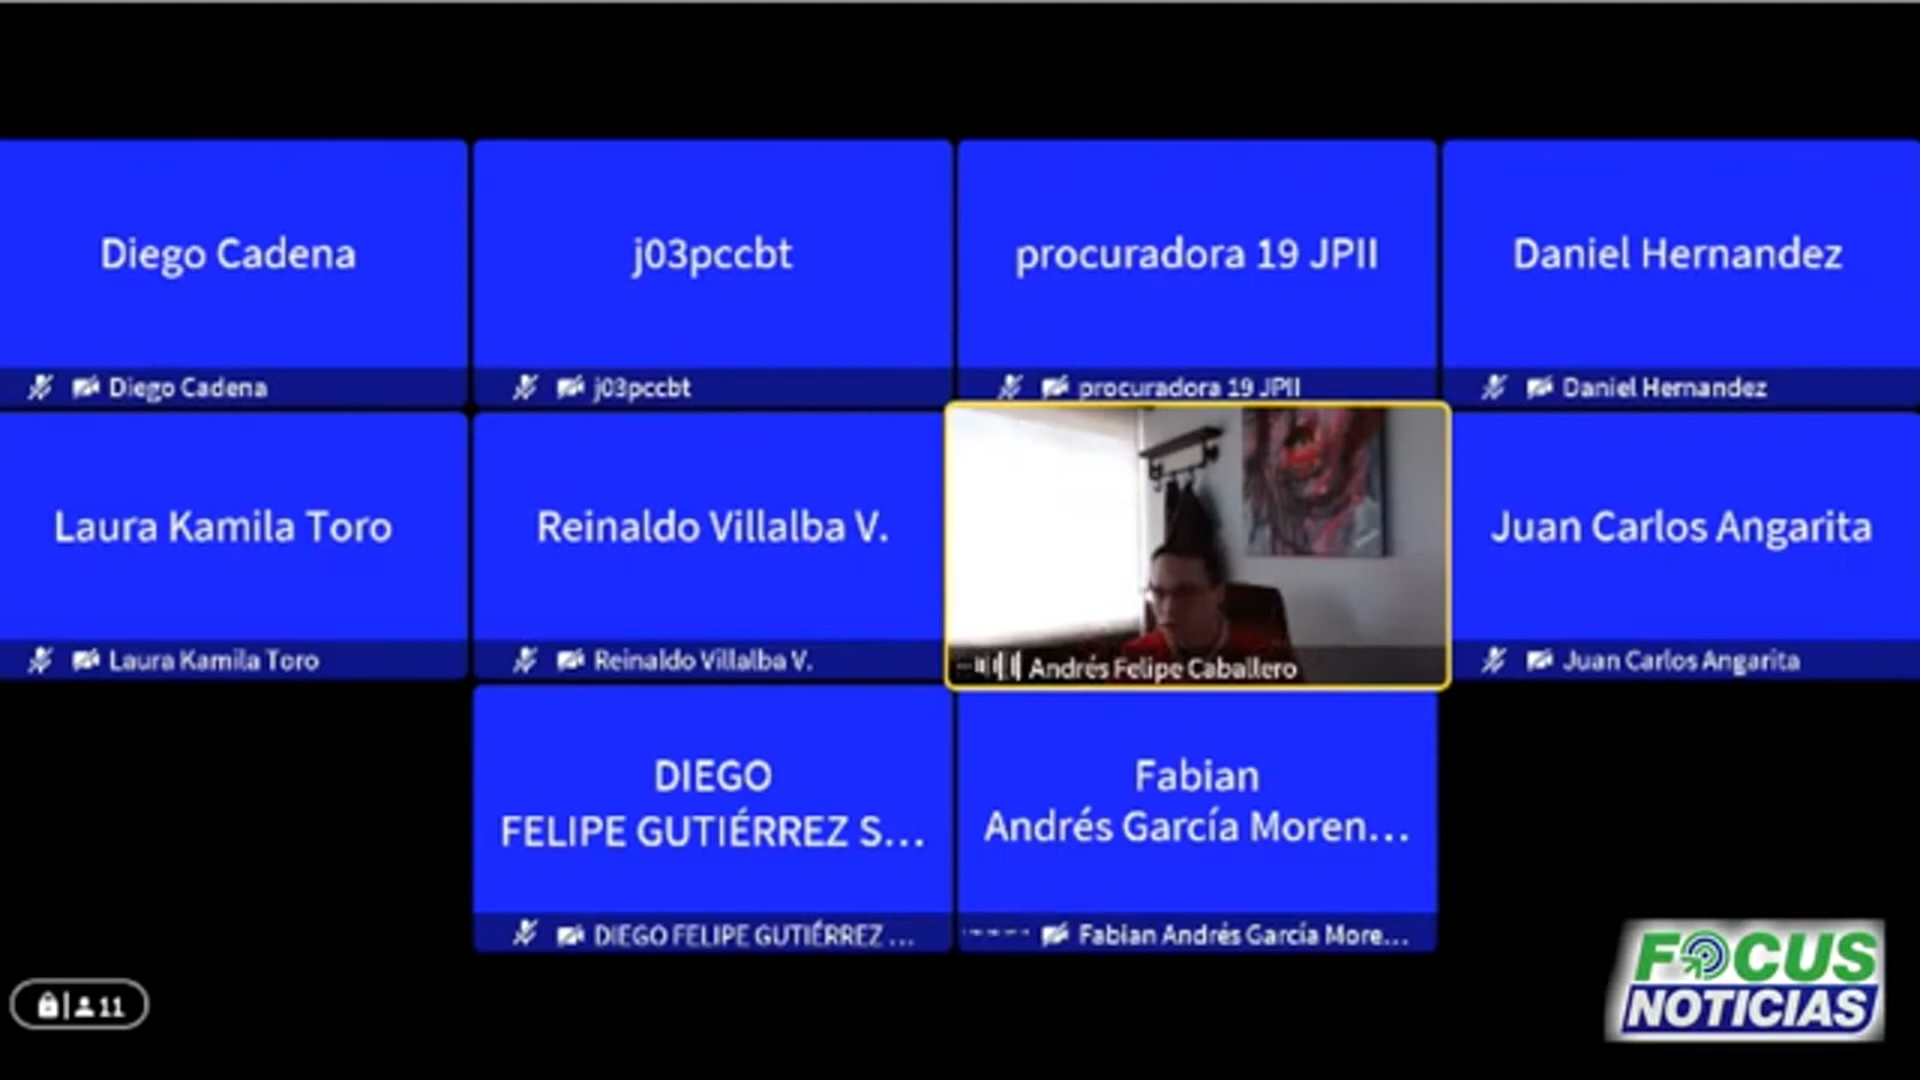 Diego Cadena
Diego Cadena
j03pccbt
j03pccbt
procuradora 19 JPII
procuradora 19 JPII
Daniel Hernandez
Daniel Hernandez
Laura Kamila Toro
Laura Kamila Toro
Reinaldo Villalba V.
Reinaldo Villalba V.
Andrés Felipe Caballero
Juan Carlos Angarita
Juan Carlos Angarita
DIEGO
FELIPE GUTIÉRREZ S...
DIEGO FELIPE GUTIÉRREZ ...
Fabian
Andrés García Moren...
Fabian Andrés García More...
11
FOCUS
NOTICIAS